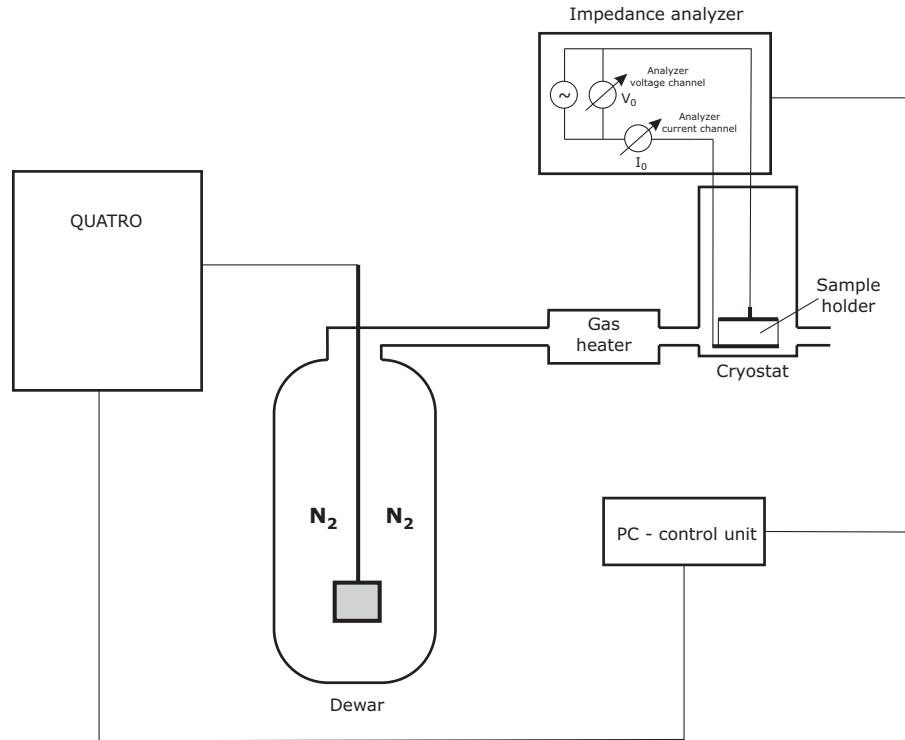 Impedance analyzer
Analyzer
voltage channel
~
V0
Analyzer
current channel
I0
QUATRO
Sample
holder
Gas
heater
Cryostat
N2 N2
PC - control unit
Dewar